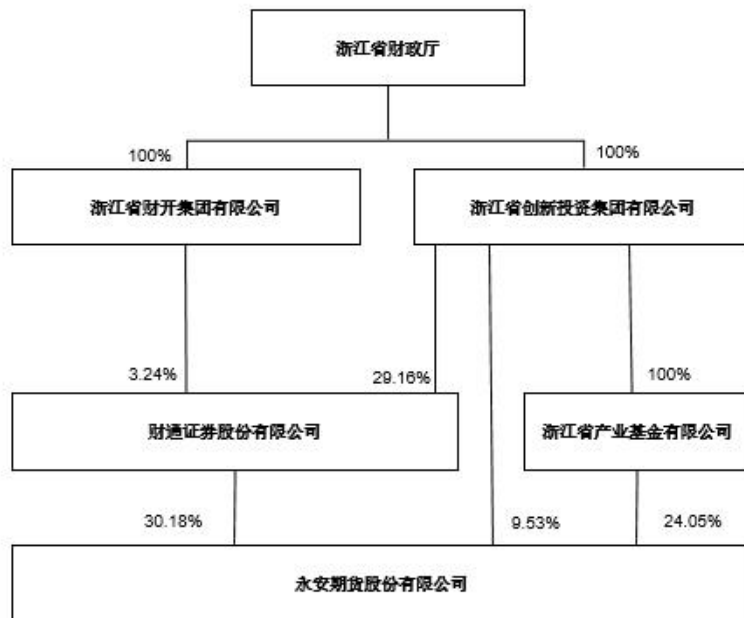 浙江省财政厅
100%
100%
浙江省财开集团有限公司
浙江省创新投资集团有限公司
3.24%
29.16%
100%
财通证券股份有限公司
浙江省产业基金有限公司
30.18%
9.53%
24.05%
永安期货股份有限公司